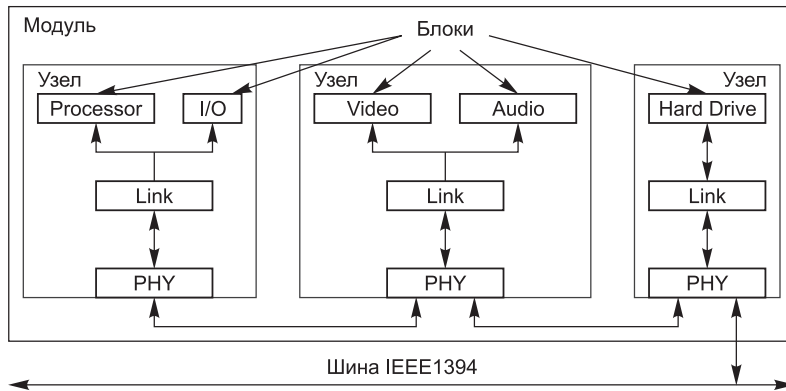 Модуль
Блоки
Узел
Узел
Узел
Processor
I/O
Video
Audio
Hard Drive
Link
Link
Link
PHY
PHY
PHY
Шина IEEE1394